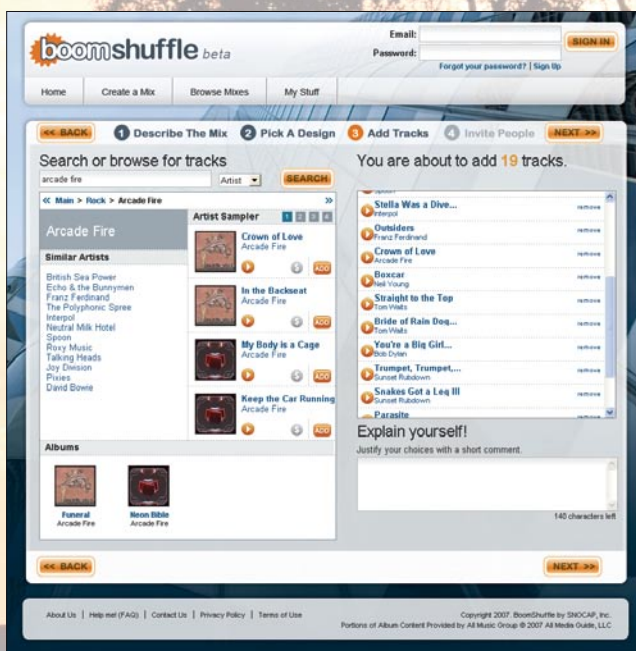 boomshuffle beta
Email:
Password:
SIGN IN
Forgot your password? | Sign Up
Home
Create a Mix
Browse Mixes
My Stuff
<< BACK
1 Describe The Mix
2 Pick A Design
3 Add Tracks
4 Invite People
NEXT >>
Search or browse for tracks
arcade fire
Artist
SEARCH
« Main > Rock > Arcade Fire »
Arcade Fire
Similar Artists
British Sea Power
Echo & the Bunnymen
Franz Ferdinand
The Polyphonic Spree
Interpol
Neutral Milk Hotel
Spoon
Roxy Music
Talking Heads
Joy Division
Pixies
David Bowie
Artist Sampler 1 2 3 4
Crown of Love
Arcade Fire
$ ADD
In the Backseat
Arcade Fire
$ ADD
My Body is a Cage
Arcade Fire
$ ADD
Keep the Car Running
Arcade Fire
$ ADD
Albums
Funeral
Arcade Fire
Neon Bible
Arcade Fire
You are about to add 19 tracks.
Spoon
Stella Was a Dive... remove
Interpol
Outsiders remove
Franz Ferdinand
Crown of Love remove
Arcade Fire
Boxcar remove
Neil Young
Straight to the Top remove
Tom Waits
Bride of Rain Dog... remove
Tom Waits
You're a Big Girl... remove
Bob Dylan
Trumpet, Trumpet,... remove
Sunset Rubdown
Snakes Got a Leg III remove
Sunset Rubdown
Parasite remove
Explain yourself!
Justify your choices with a short comment.
140 characters left
<< BACK
NEXT >>
About Us | Help me! (FAQ) | Contact Us | Privacy Policy | Terms of Use
Copyright 2007. BoomShuffle by SNOCAP, Inc.
Portions of Album Content Provided by All Music Group © 2007 All Media Guide, LLC